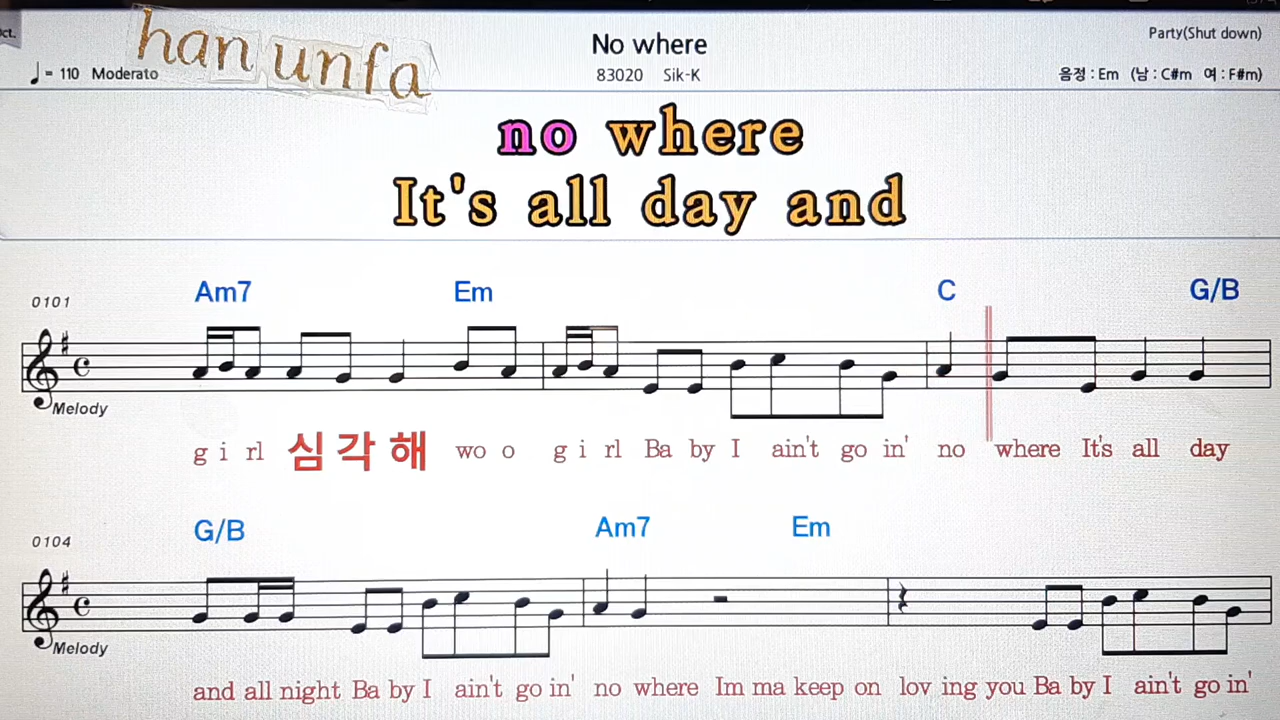 ct.
han unfa
No where
Party(Shut down)
♩= 110 Moderato
83020 Sik-K
음정 : Em (남 : C#m 여 : F#m)
no where
It's all day and
0101
Am7 Em C G/B
Melody
g i rl 심 각 해 wo o g i rl Ba by I ain't go in' no where It's all day
0104
G/B Am7 Em
Melody
and all night Ba by I ain't go in' no where Im ma keep on lov ing you Ba by I ain't go in'